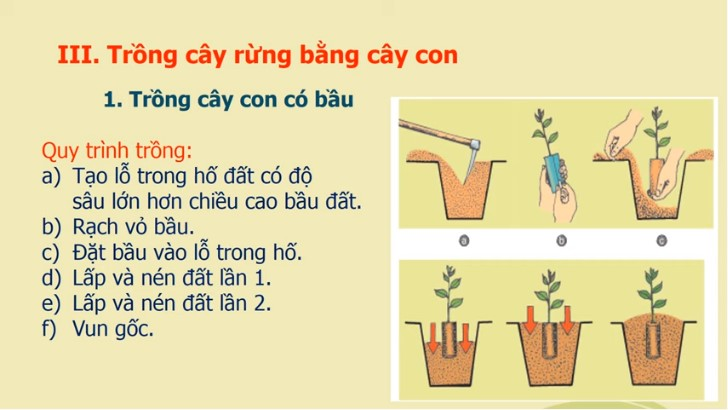 III. Trồng cây rừng bằng cây con
1. Trồng cây con có bầu
Quy trình trồng:
a) Tạo lỗ trong hố đất có độ
sâu lớn hơn chiều cao bầu đất.
b) Rạch vỏ bầu.
c) Đặt bầu vào lỗ trong hố.
d) Lấp và nén đất lần 1.
e) Lấp và nén đất lần 2.
f) Vun gốc.
a b c